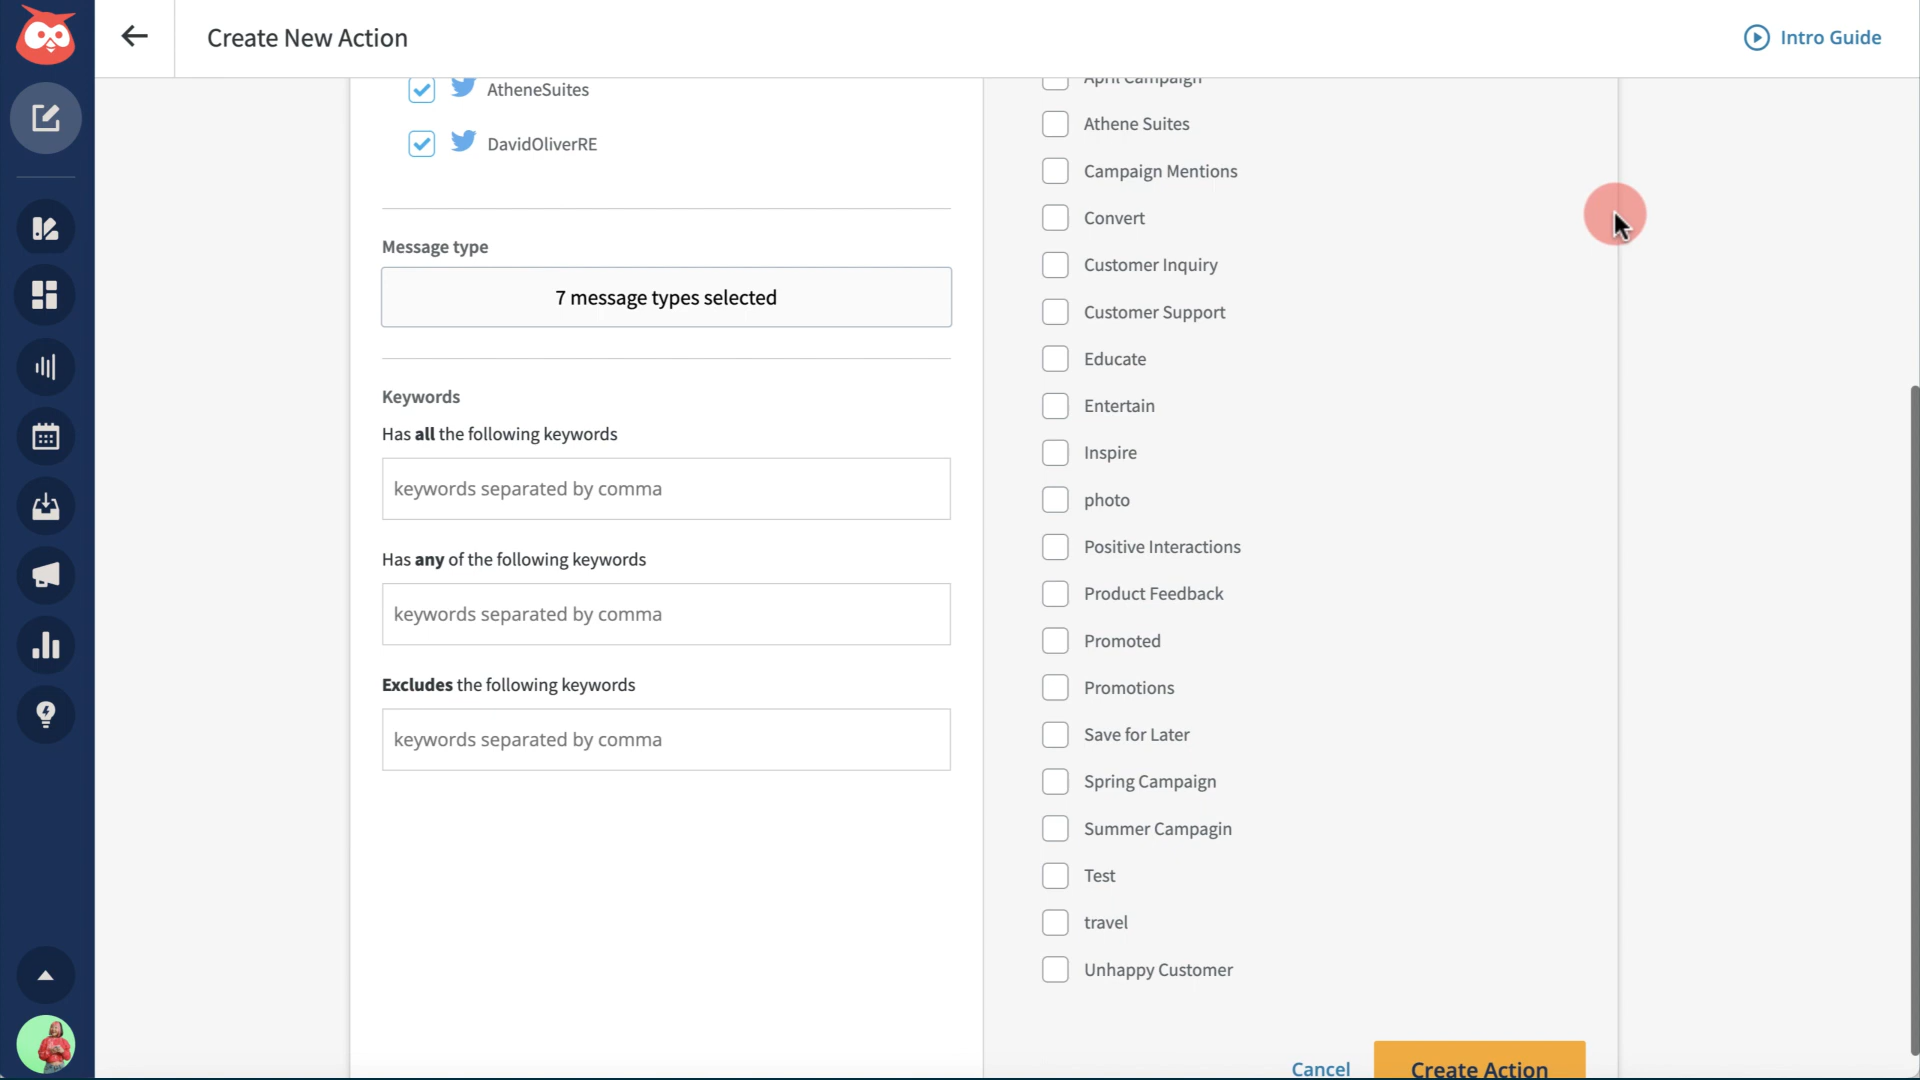 Create New Action
Intro Guide
AtheneSuites
DavidOliverRE
Message type
7 message types selected
Keywords
Has all the following keywords
keywords separated by comma
Has any of the following keywords
keywords separated by comma
Excludes the following keywords
keywords separated by comma
April Campaign
Athene Suites
Campaign Mentions
Convert
Customer Inquiry
Customer Support
Educate
Entertain
Inspire
photo
Positive Interactions
Product Feedback
Promoted
Promotions
Save for Later
Spring Campaign
Summer Campagin
Test
travel
Unhappy Customer
Cancel
Create Action